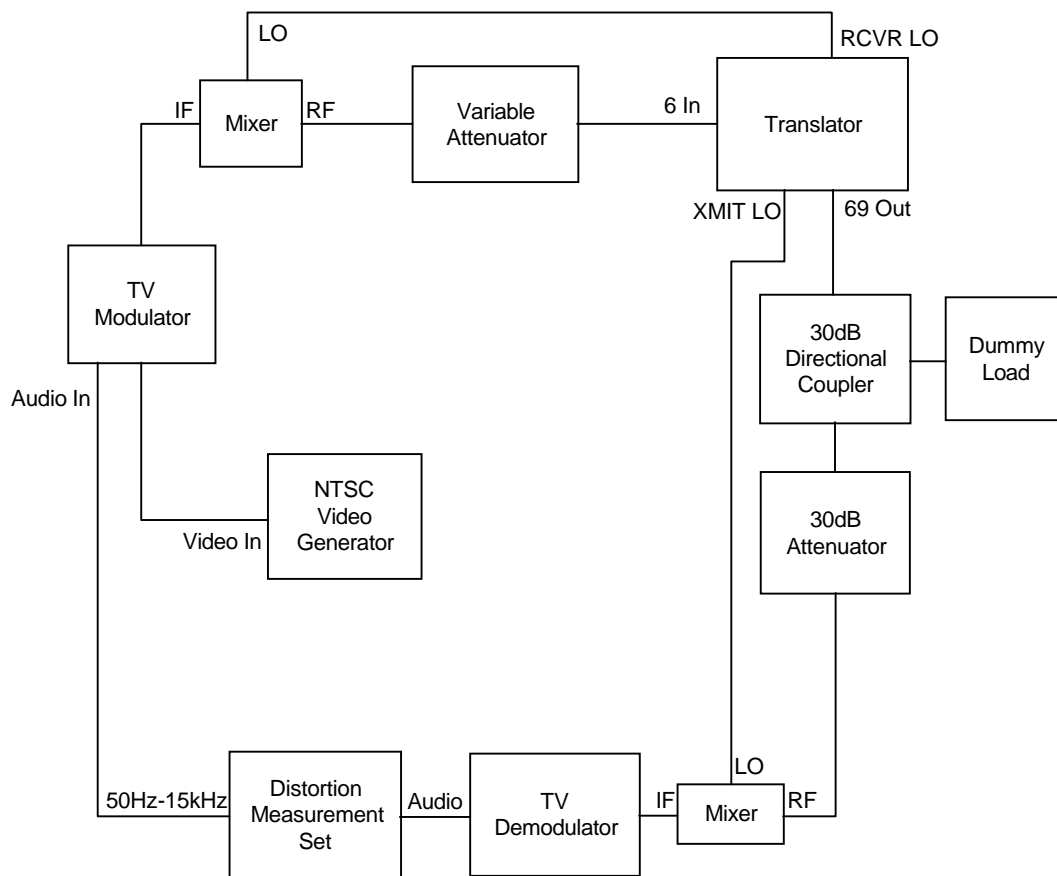 LO
RCVR LO
IF
Mixer
RF
Variable
Attenuator
6 In
Translator
XMIT LO
69 Out
TV
Modulator
30dB
Directional
Coupler
Dummy
Load
Audio In
NTSC
Video
Generator
Video In
30dB
Attenuator
50Hz-15kHz
Distortion
Measurement
Set
Audio
TV
Demodulator
IF
LO
Mixer
RF